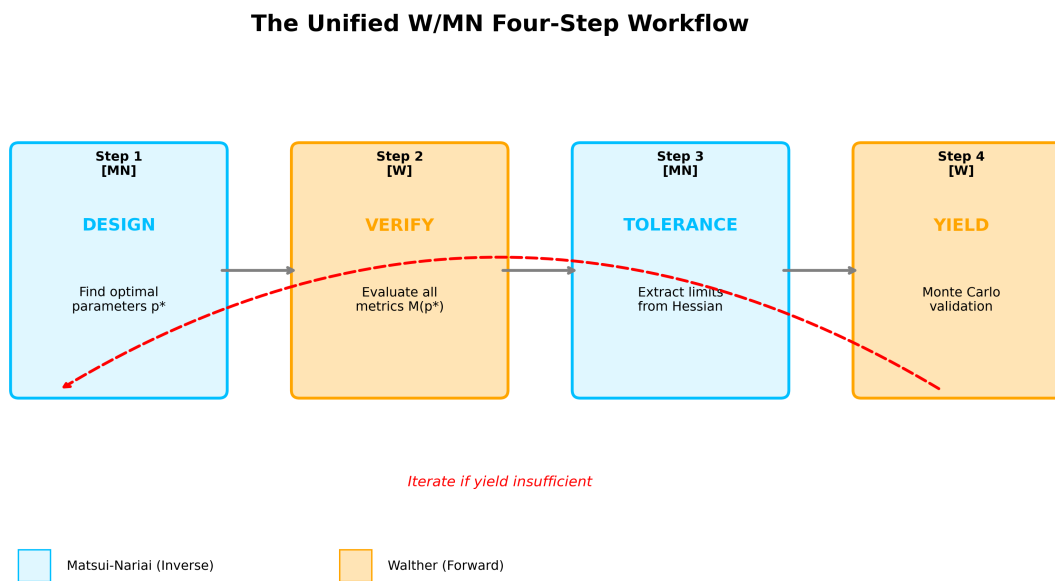 The Unified W/MN Four-Step Workflow
Step 1
[MN]
DESIGN
Find optimal
parameters p*
Step 2
[W]
VERIFY
Evaluate all
metrics M(p*)
Step 3
[MN]
TOLERANCE
Extract limits
from Hessian
Step 4
[W]
YIELD
Monte Carlo
validation
Iterate if yield insufficient
Matsui-Nariai (Inverse)
Walther (Forward)